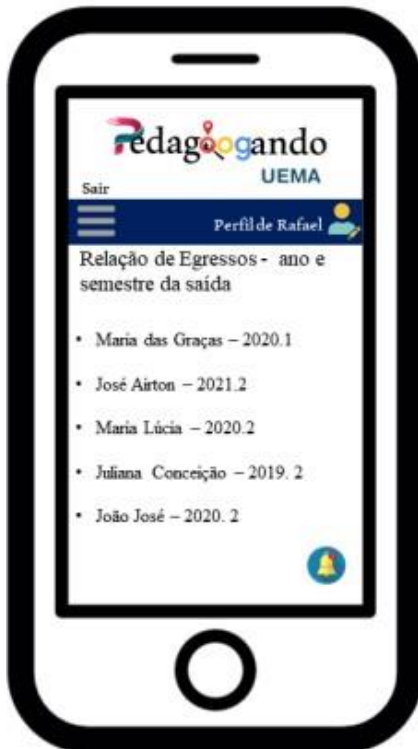 Pedagoogando
UEMA
Sair
Perfil de Rafael
Relação de Egressos - ano e
semestre da saída
• Maria das Graças – 2020.1
• José Airton – 2021.2
• Maria Lúcia – 2020.2
• Juliana Conceição – 2019. 2
• João José – 2020. 2